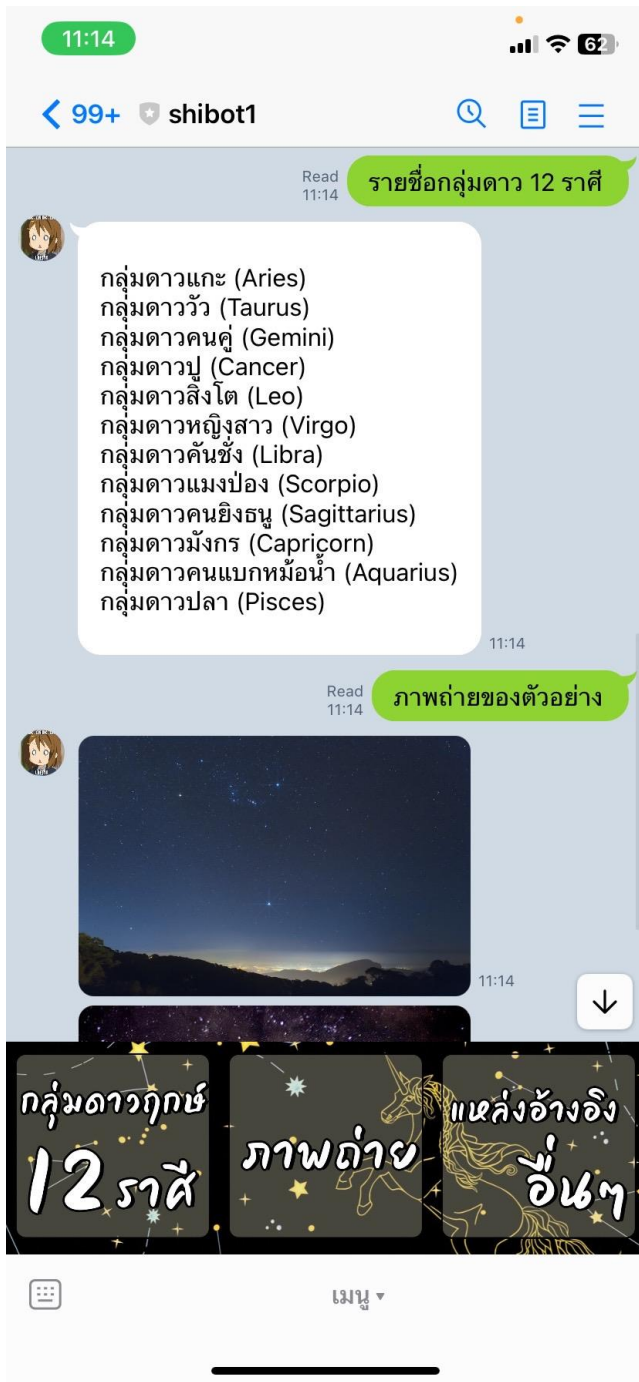 11:14
62
99+
shibot1
Read
11:14
รายชื่อกลุ่มดาว 12 ราศี
กลุ่มดาวแกะ (Aries)
กลุ่มดาววัว (Taurus)
กลุ่มดาวคนคู่ (Gemini)
กลุ่มดาวปู (Cancer)
กลุ่มดาวสิงโต (Leo)
กลุ่มดาวหญิงสาว (Virgo)
กลุ่มดาวคันชั่ง (Libra)
กลุ่มดาวแมงป่อง (Scorpio)
กลุ่มดาวคนยิงธนู (Sagittarius)
กลุ่มดาวมังกร (Capricorn)
กลุ่มดาวคนแบกหม้อน้ำ (Aquarius)
กลุ่มดาวปลา (Pisces)
11:14
Read
11:14
ภาพถ่ายของตัวอย่าง
11:14
กลุ่มดาวฤกษ์
12 ราศี
ภาพถ่าย
แหล่งอ้างอิง
อื่นๆ
เมนู